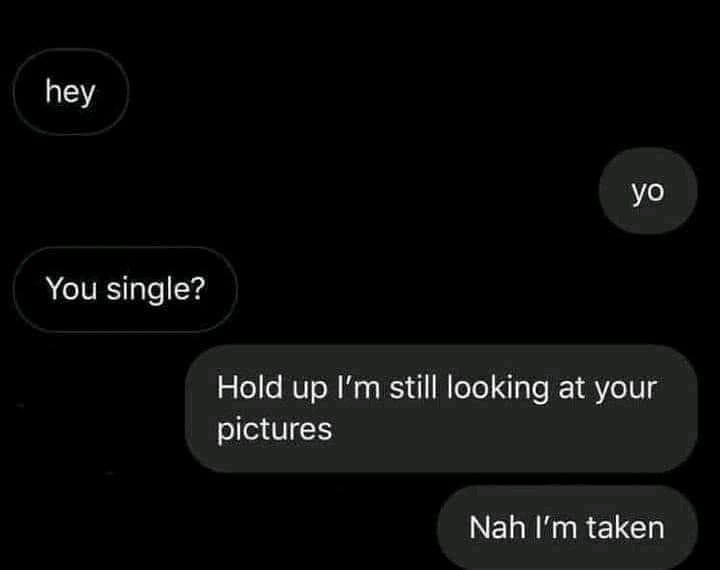 hey
yo
You single?
Hold up I’m still looking at your
pictures
Nah I’m taken